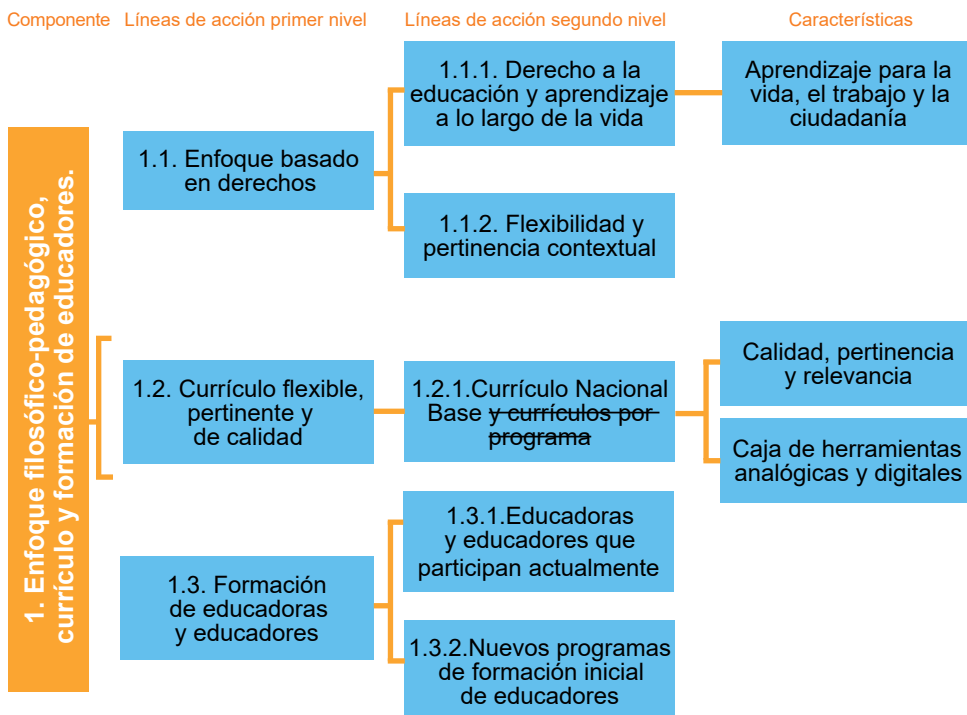 Componente
Líneas de acción primer nivel
Líneas de acción segundo nivel
Características
1. Enfoque filosófico-pedagógico,
currículo y formación de educadores.
1.1. Enfoque basado
en derechos
1.1.1. Derecho a la
educación y aprendizaje
a lo largo de la vida
Aprendizaje para la
vida, el trabajo y la
ciudadanía
1.1.2. Flexibilidad y
pertinencia contextual
1.2. Currículo flexible,
pertinente y
de calidad
1.2.1.Currículo Nacional
Base y currículos por
programa
Calidad, pertinencia
y relevancia
Caja de herramientas
analógicas y digitales
1.3. Formación
de educadoras
y educadores
1.3.1.Educadoras
y educadores que
participan actualmente
1.3.2.Nuevos programas
de formación inicial
de educadores